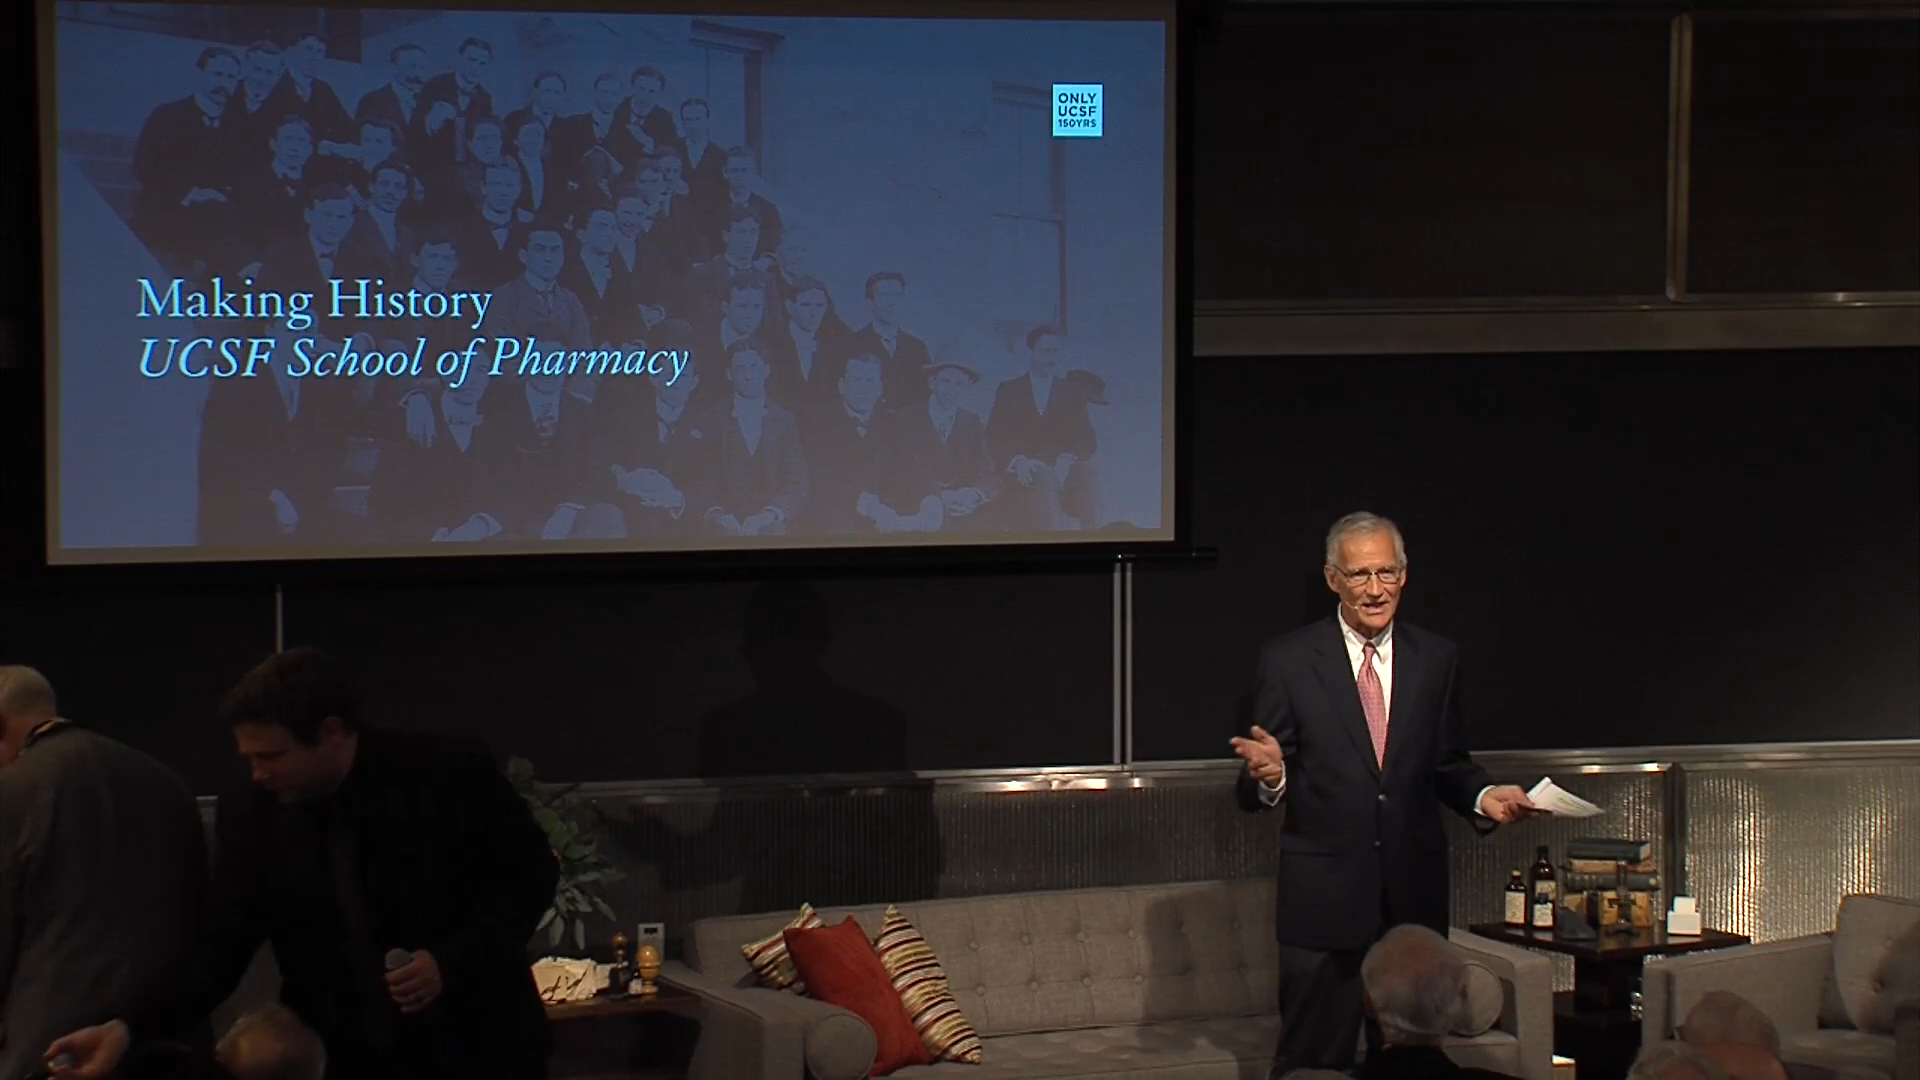 ONLY
UCSF
150YRS
Making History
UCSF School of Pharmacy